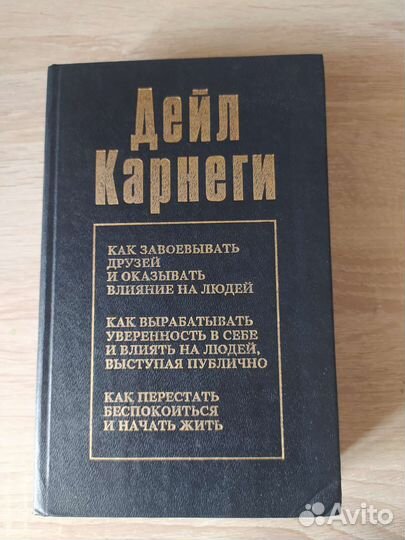 Дейл
Карнеги
КАК ЗАВОЕВЫВАТЬ
ДРУЗЕЙ
И ОКАЗЫВАТЬ
ВЛИЯНИЕ НА ЛЮДЕЙ
КАК ВЫРАБАТЫВАТЬ
УВЕРЕННОСТЬ В СЕБЕ
И ВЛИЯТЬ НА ЛЮДЕЙ,
ВЫСТУПАЯ ПУБЛИЧНО
КАК ПЕРЕСТАТЬ
БЕСПОКОИТЬСЯ
И НАЧАТЬ ЖИТЬ
Avito